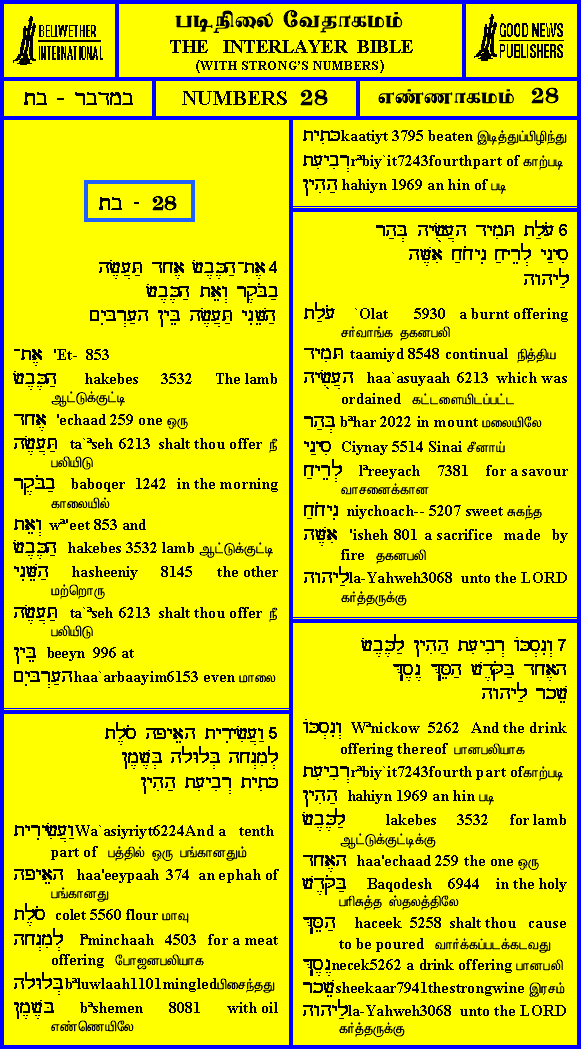 BELLWETHER
INTERNATIONAL
படிநிலை வேதாகமம்
THE INTERLAYER BIBLE
(WITH STRONG'S NUMBERS)
GOOD NEWS
PUBLISHERS
במדבר - בת
NUMBERS 28
எண்ணாகமம் 28
בת - 28
4 אֶת־הַכֶּבֶשׂ אֶחָד תַּעֲשֶׂה
בַבֹּקֶר וְאֵת הַכֶּבֶשׂ
הַשֵּׁנִי תַּעֲשֶׂה בֵּין הָעַרְבָּיִם
אֶת־ 'Et- 853
הַכֶּבֶשׂ hakebes 3532 The lamb
ஆட்டுக்குட்டி
אֶחָד 'echaad 259 one ஒரு
תַּעֲשֶׂה ta`ªseh 6213 shalt thou offer நீ
பலியிடு
בַבֹּקֶר baboqer 1242 in the morning
காலையில்
וְאֵת wª'eet 853 and
הַכֶּבֶשׂ hakebes 3532 lamb ஆட்டுக்குட்டி
הַשֵּׁנִי hasheeniy 8145 the other
மற்றொரு
תַּעֲשֶׂה ta`ªseh 6213 shalt thou offer நீ
பலியிடு
בֵּין beeyn 996 at
הָעַרְבָּיִם haa`arbaayim6153 even மாலை
5 וַעֲשִׂירִית הָאֵיפָה סֹלֶת
לְמִנְחָה בְּלוּלָה בְּשֶׁמֶן
כָּתִית רְבִיעִת הַהִין
וַעֲשִׂירִית Wa`asiyriyt6224And a tenth
part of பத்தில் ஒரு பங்கானதும்
הָאֵיפָה haa'eeypaah 374 an ephah of
பங்கானது
סֹלֶת colet 5560 flour மாவு
לְמִנְחָה lªminchaah 4503 for a meat
offering போஜனபலியாக
בְּלוּלָה bªluwlaah1101mingled பிசைந்தது
בְּשֶׁמֶן bªshemen 8081 with oil
எண்ணெயிலே
כָּתִית kaatiyt 3795 beaten இடித்துப்பிழிந்து
רְבִיעִת rªbiy`it7243fourthpart of காற்படி
הַהִין hahiyn 1969 an hin of படி
6 עֹלַת תָּמִיד הָעֲשֻׂיָה בְּהַר
סִינַי לְרֵיחַ נִיחֹחַ אִשֶּׁה
לַיהוָה
עֹלַת `Olat 5930 a burnt offering
சர்வாங்க தகனபலி
תָּמִיד taamiyd 8548 continual நித்திய
הָעֲשֻׂיָה haa`asuyaah 6213 which was
ordained கட்டளையிடப்பட்ட
בְּהַר bªhar 2022 in mount மலையிலே
סִינַי Ciynay 5514 Sinai சீனாய்
לְרֵיחַ lªreeyach 7381 for a savour
வாசனைக்கான
נִיחֹחַ niychoach-- 5207 sweet சுகந்த
אִשֶּׁה 'isheh 801 a sacrifice made by
fire தகனபலி
לַיהוָה la-Yahweh3068 unto the LORD
கர்த்தருக்கு
7 וְנִסְכּוֹ רְבִיעִת הַהִין לַכֶּבֶשׂ
הָאֶחָד בַּקֹּדֶשׁ הַסֵּךְ נֶסֶךְ
שֵׁכָר לַיהוָה
וְנִסְכּוֹ Wªnickow 5262 And the drink
offering thereof பானபலியாக
רְבִיעִת rªbiy`it7243fourth part of காற்படி
הַהִין hahiyn 1969 an hin படி
לַכֶּבֶשׂ lakebes 3532 for lamb
ஆட்டுக்குட்டிக்கு
הָאֶחָד haa'echaad 259 the one ஒரு
בַּקֹּדֶשׁ Baqodesh 6944 in the holy
பரிசுத்த ஸ்தலத்திலே
הַסֵּךְ haceek 5258 shalt thou cause
to be poured வார்க்கப்படக்கடவது
נֶסֶךְ necek5262 a drink offering பானபலி
שֵׁכָר sheekaar7941thestrongwine இரசம்
לַיהוָה la-Yahweh3068 unto the LORD
கர்த்தருக்கு